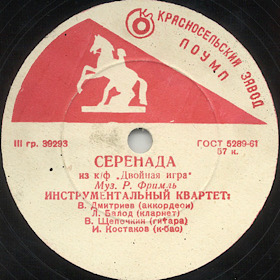 КРАСНОСЕЛЬСКИЙ ЗАВОД
ПОУМП
III гр. 39293
ГОСТ 5289-61
57 к.
СЕРЕНАДА
из к/ф „Двойная игра"
Муз. Р. Фримль
ИНСТРУМЕНТАЛЬНЫЙ КВАРТЕТ:
В. Дмитриев (аккордеон)
Л. Балод (кларнет)
В. Щепочкин (гитара)
И. Костаков (к-бас)